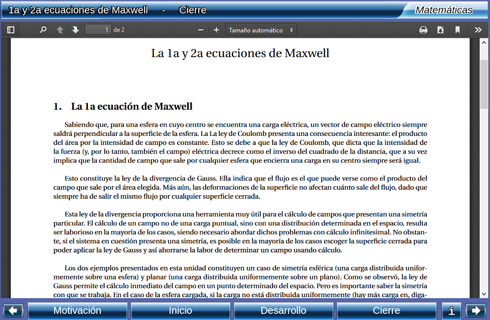 1a y 2a ecuaciones de Maxwell - Cierre
Matemáticas
1 de 2
Tamaño automático
La 1a y 2a ecuaciones de Maxwell
1. La 1a ecuación de Maxwell
Sabiendo que, para una esfera en cuyo centro se encuentra una carga eléctrica, un vector de campo eléctrico siempre
saldrá perpendicular a la superficie de la esfera. La La ley de Coulomb presenta una consecuencia interesante: el producto
del área por la intensidad de campo es constante. Esto se debe a que la ley de Coulomb, que dicta que la intensidad de
la fuerza (y, por lo tanto, también el campo) eléctrica decrece como el inverso del cuadrado de la distancia, que a su vez
implica que la cantidad de campo que sale por cualquier esfera que encierra una carga en su centro siempre será igual.
Esto constituye la ley de la divergencia de Gauss. Ella indica que el flujo es el que puede verse como el producto del
campo que sale por el área elegida. Más aún, las deformaciones de la superficie no afectan cuánto sale del flujo, dado que
siempre ha de salir el mismo flujo por cualquier superficie cerrada.
Esta ley de la divergencia proporciona una herramienta muy útil para el cálculo de campos que presentan una simetría
particular. El cálculo de un campo no de una carga puntual, sino con una distribución determinada en el espacio, resulta
ser laborioso en la mayoría de los casos, siendo necesario abordar dichos problemas con cálculo infinitesimal. No obstan-
te, si el sistema en cuestión presenta una simetría, es posible en la mayoría de los casos escoger la superficie cerrada para
poder aplicar la ley de Gauss y así ahorrarse la labor de determinar un campo usando cálculo.
Los dos ejemplos presentados en esta unidad constituyen un caso de simetría esférica (una carga distribuida unifor-
memente sobre una esfera) y planar (una carga distribuida uniformemente sobre un plano). Como se observó, la ley de
Gauss permite el cálculo inmediato del campo en un punto determinado del espacio. Pero es importante saber la simetría
con que se trabaja. En el caso de la esfera cargada, si la carga no está distribuida uniformemente (hay más carga en, diga-
Motivación
Inicio
Desarrollo
Cierre
i